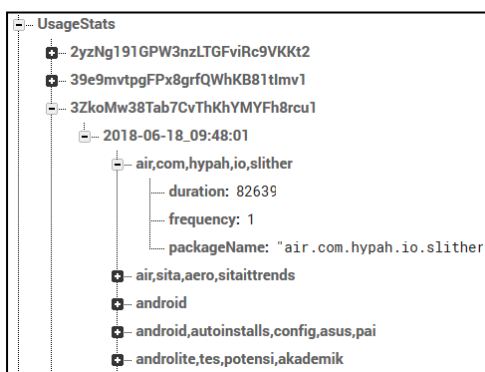 UsageStats
2yzNg191GPW3nzLTGFviRc9VKKt2
39e9mvtpgFPx8grfQWhKB81tlmv1
3ZkoMw38Tab7CvThKhYMYFh8rcu1
2018-06-18_09:48:01
air,com,hypah,io,slither
duration: 82639
frequency: 1
packageName: "air.com.hypah.io.slither
air,sita,aero,sitaittrends
android
android,autoinstalls,config,asus,pai
androlite,tes,potensi,akademik